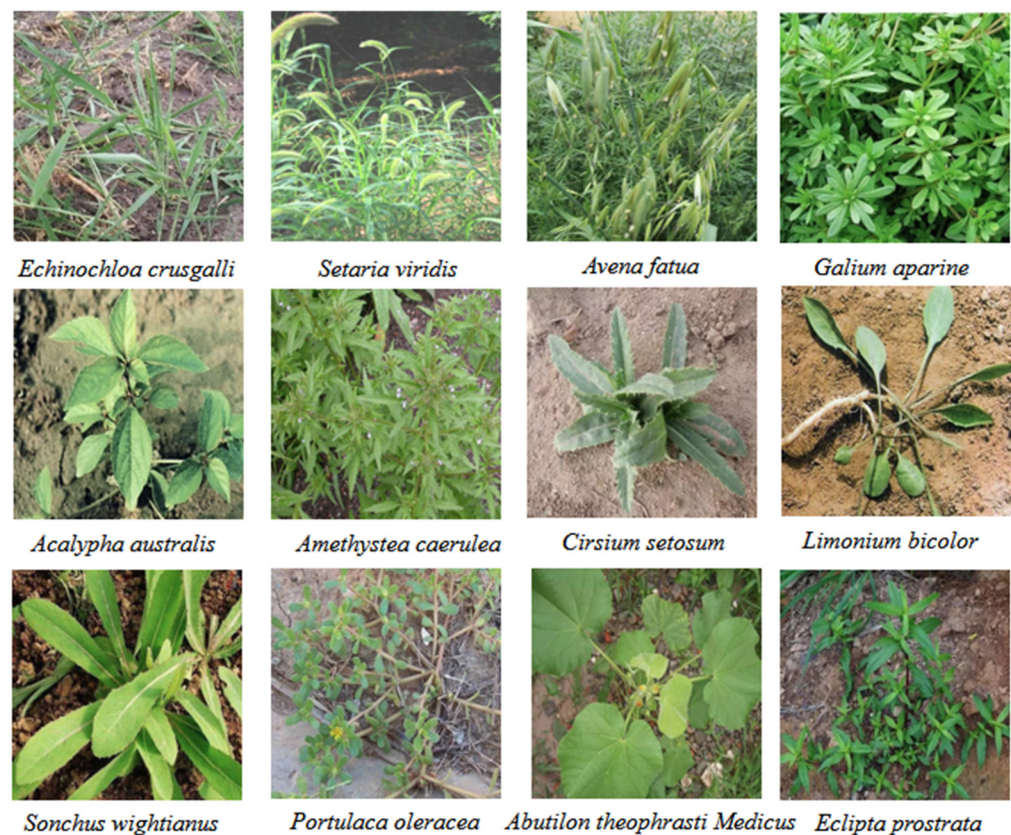 Echinochloa crusgalli
Setaria viridis
Avena fatua
Galium aparine
Acalypha australis
Amethystea caerulea
Cirsium setosum
Limonium bicolor
Sonchus wightianus
Portulaca oleracea
Abutilon theophrasti Medicus
Eclipta prostrata